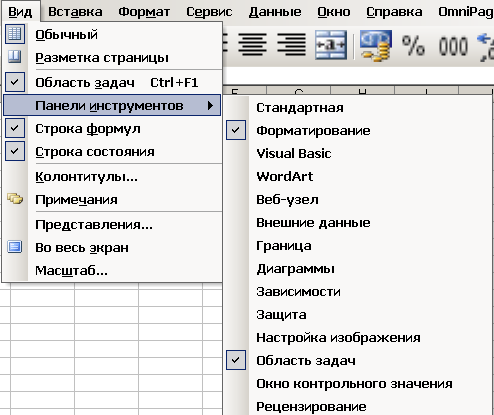 Вид Вставка Формат Сервис Данные Окно Справка OmniPag
Обычный
Разметка страницы
Область задач Ctrl+F1
Панели инструментов
Строка формул
Строка состояния
Колонтитулы...
Примечания
Представления...
Во весь экран
Масштаб...
% 000
Стандартная
Форматирование
Visual Basic
WordArt
Веб-узел
Внешние данные
Граница
Диаграммы
Зависимости
Защита
Настройка изображения
Область задач
Окно контрольного значения
Рецензирование